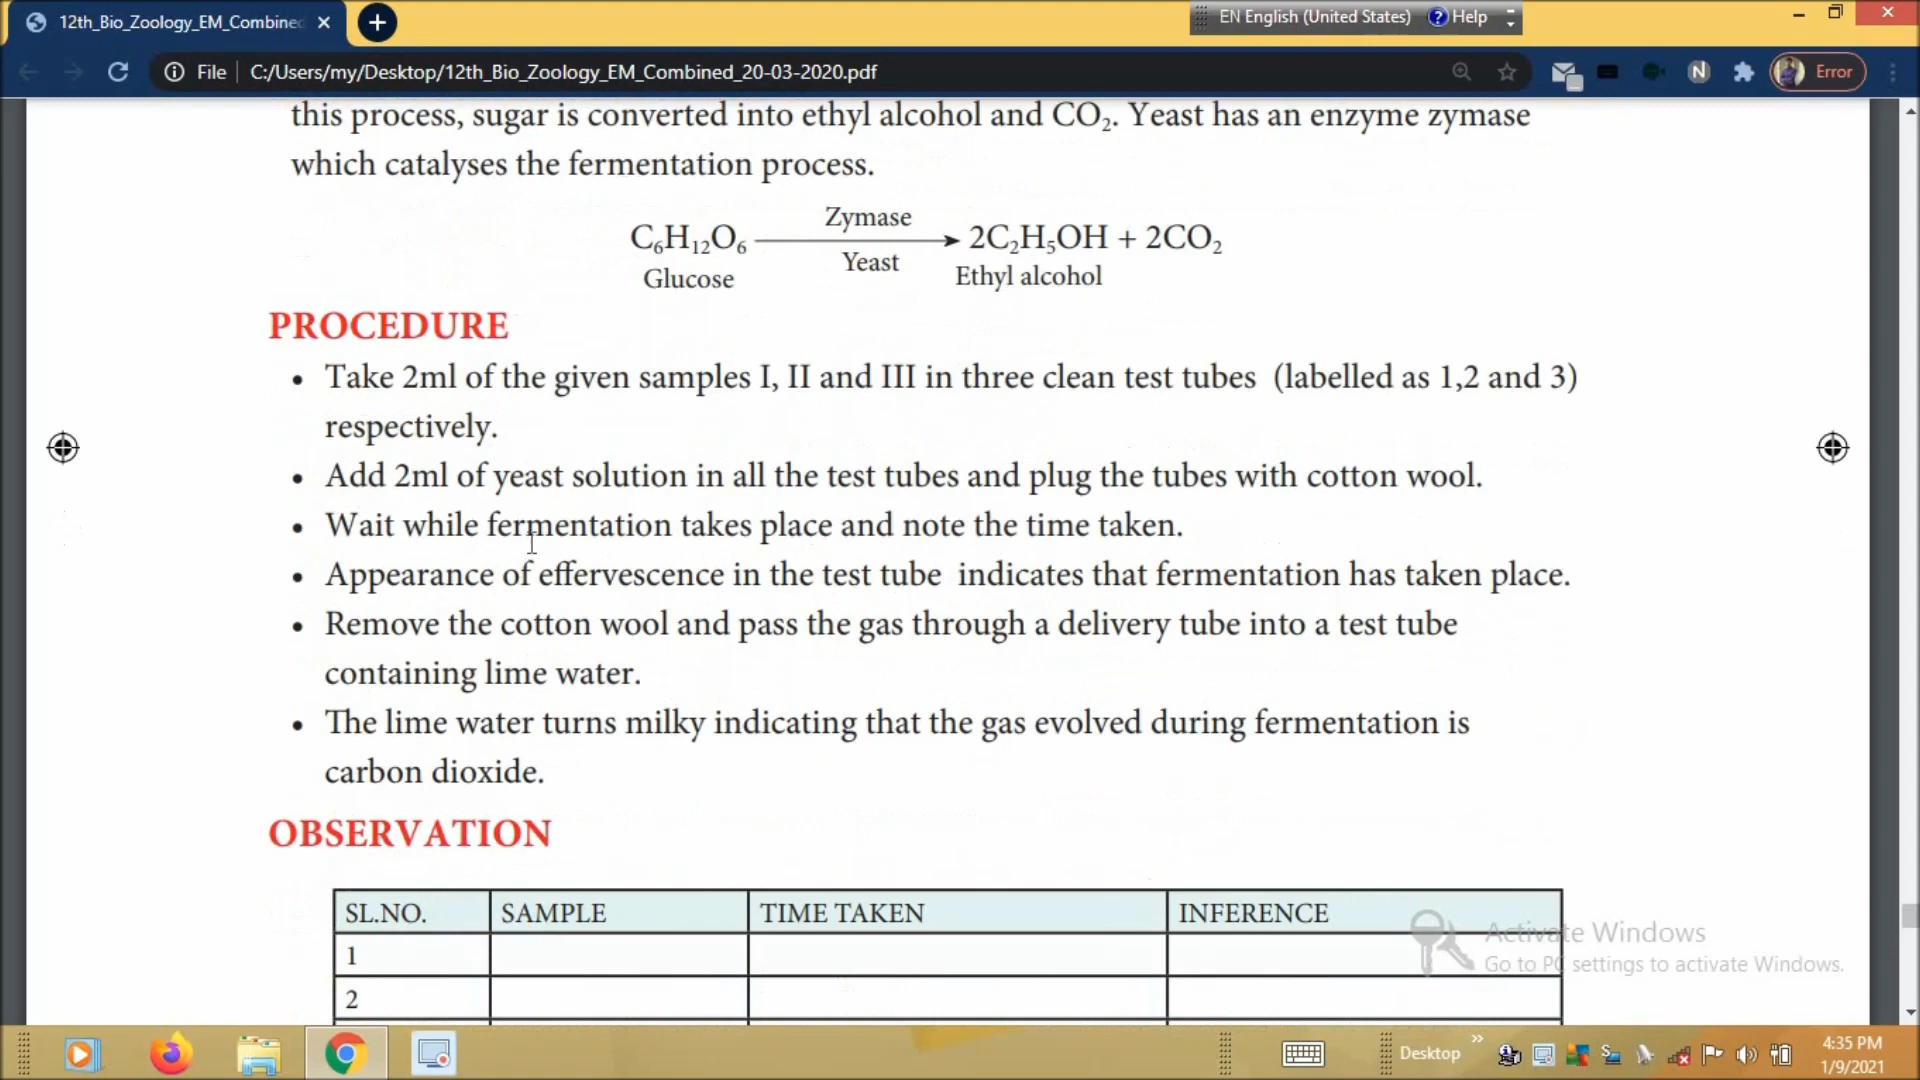 12th_Bio_Zoology_EM_Combine
EN English (United States)
Help
File
C:/Users/my/Desktop/12th_Bio_Zoology_EM_Combined_20-03-2020.pdf
N
Error
this process, sugar is converted into ethyl alcohol and CO₂. Yeast has an enzyme zymase
which catalyses the fermentation process.
Zymase
C₆H₁₂O₆ → 2C₂H₅OH + 2CO₂
Yeast
Glucose Ethyl alcohol
PROCEDURE
• Take 2ml of the given samples I, II and III in three clean test tubes (labelled as 1,2 and 3)
respectively.
• Add 2ml of yeast solution in all the test tubes and plug the tubes with cotton wool.
• Wait while fermentation takes place and note the time taken.
• Appearance of effervescence in the test tube indicates that fermentation has taken place.
• Remove the cotton wool and pass the gas through a delivery tube into a test tube
containing lime water.
• The lime water turns milky indicating that the gas evolved during fermentation is
carbon dioxide.
OBSERVATION
SL.NO. SAMPLE TIME TAKEN INFERENCE
1
2
Activate Windows
Go to PC settings to activate Windows.
Desktop
4:35 PM
1/9/2021